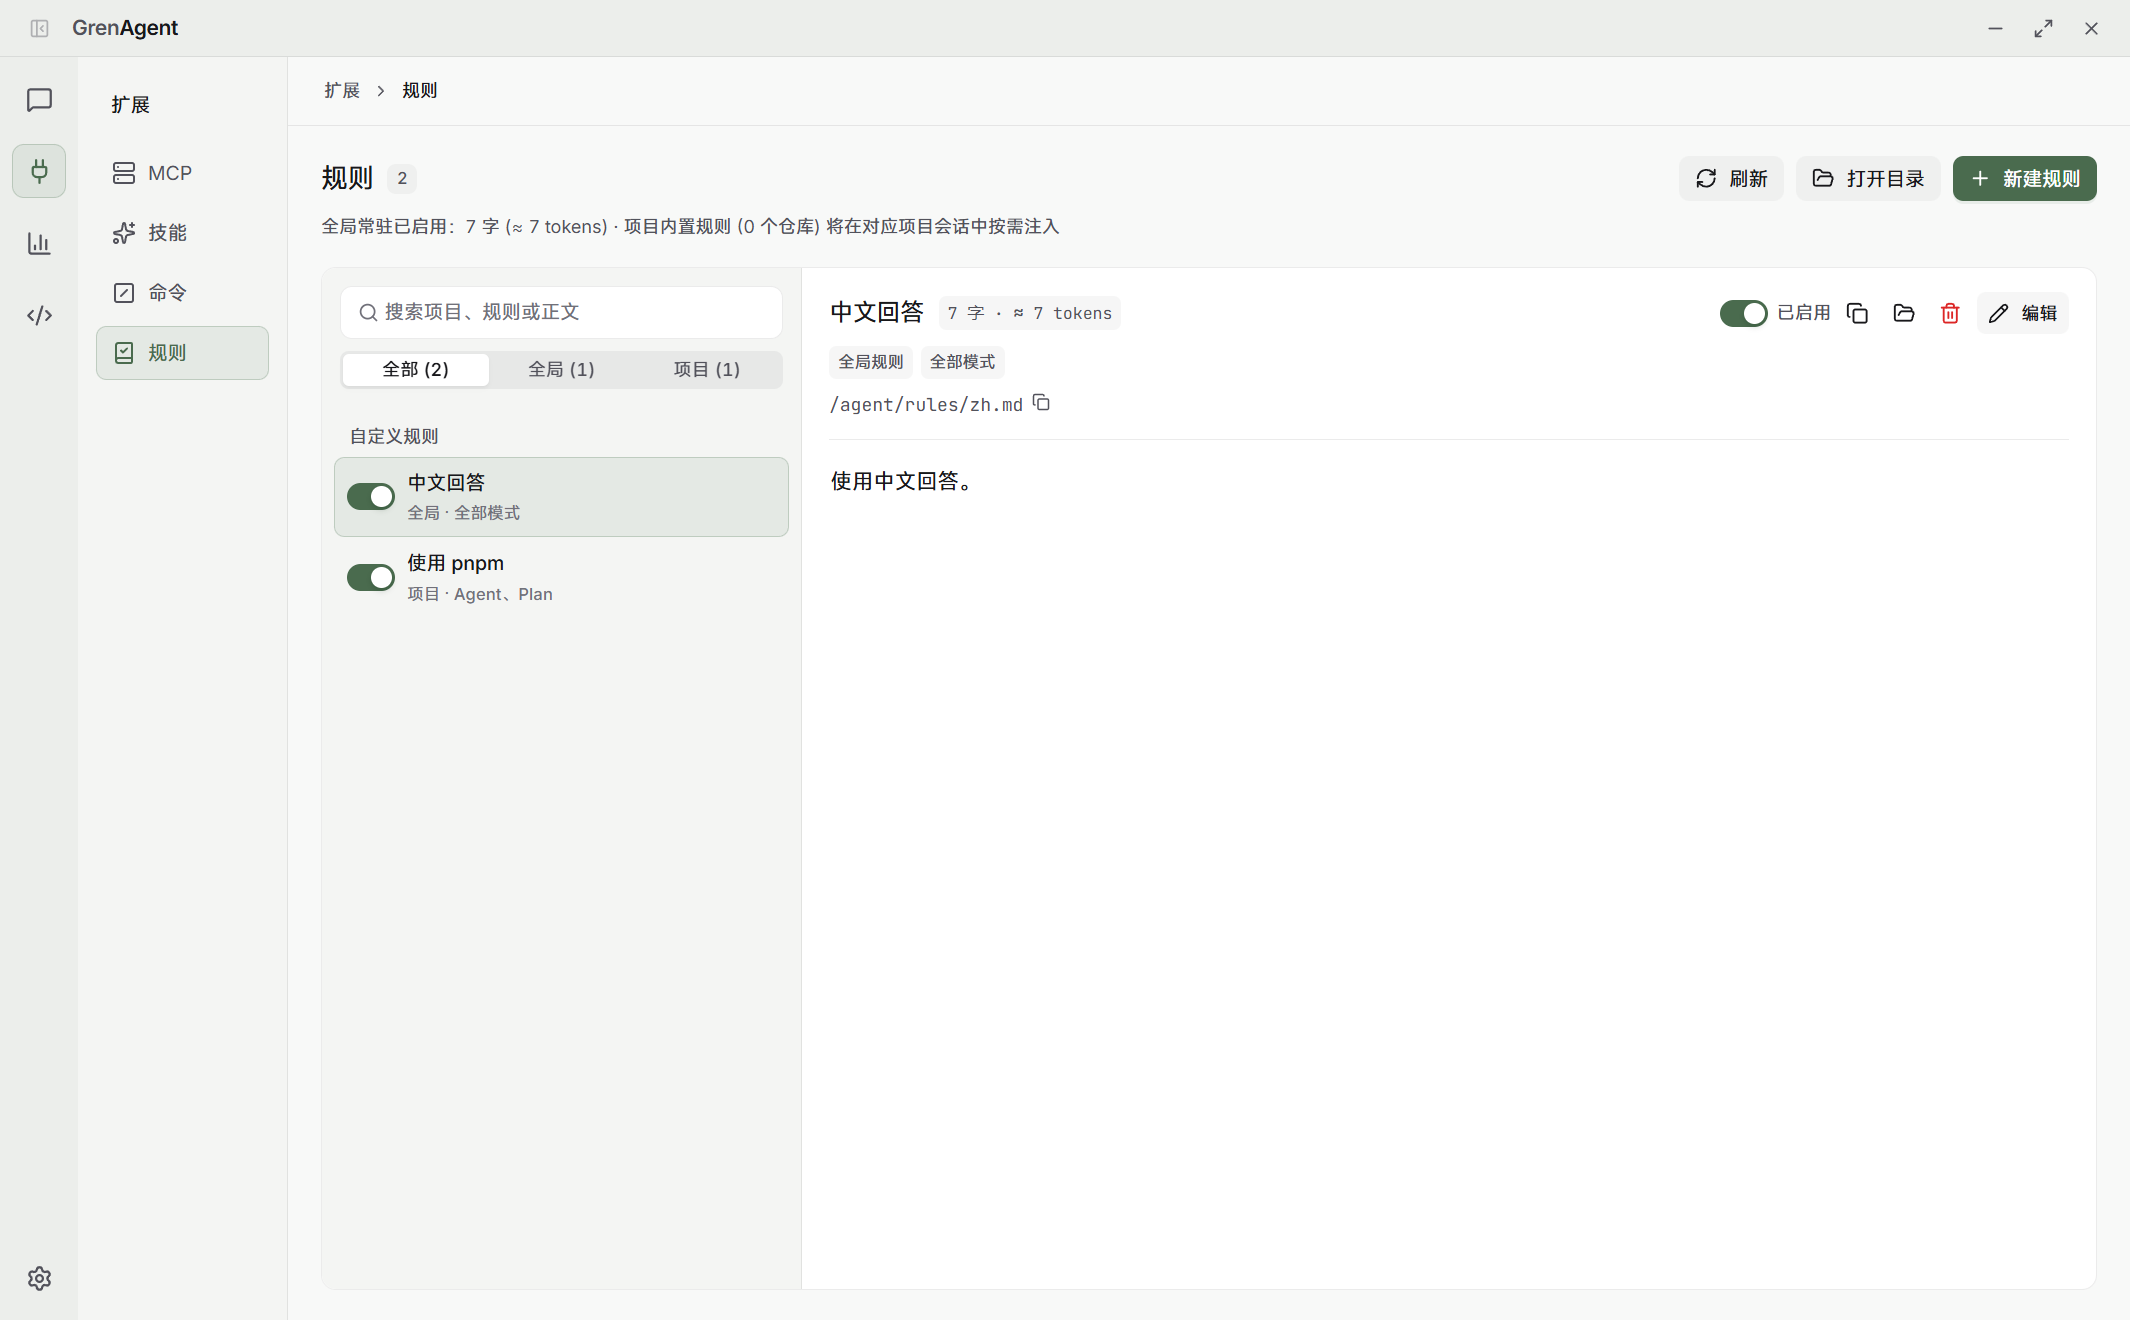 GrenAgent
扩展
MCP
技能
命令
规则
扩展 > 规则
规则 2
刷新
打开目录
新建规则
全局常驻已启用：7 字 (≈ 7 tokens) · 项目内置规则 (0 个仓库) 将在对应项目会话中按需注入
搜索项目、规则或正文
全部 (2) 全局 (1) 项目 (1)
自定义规则
中文回答
全局 · 全部模式
使用 pnpm
项目 · Agent、Plan
中文回答 7 字 · ≈ 7 tokens
已启用
编辑
全局规则 全部模式
/agent/rules/zh.md
使用中文回答。